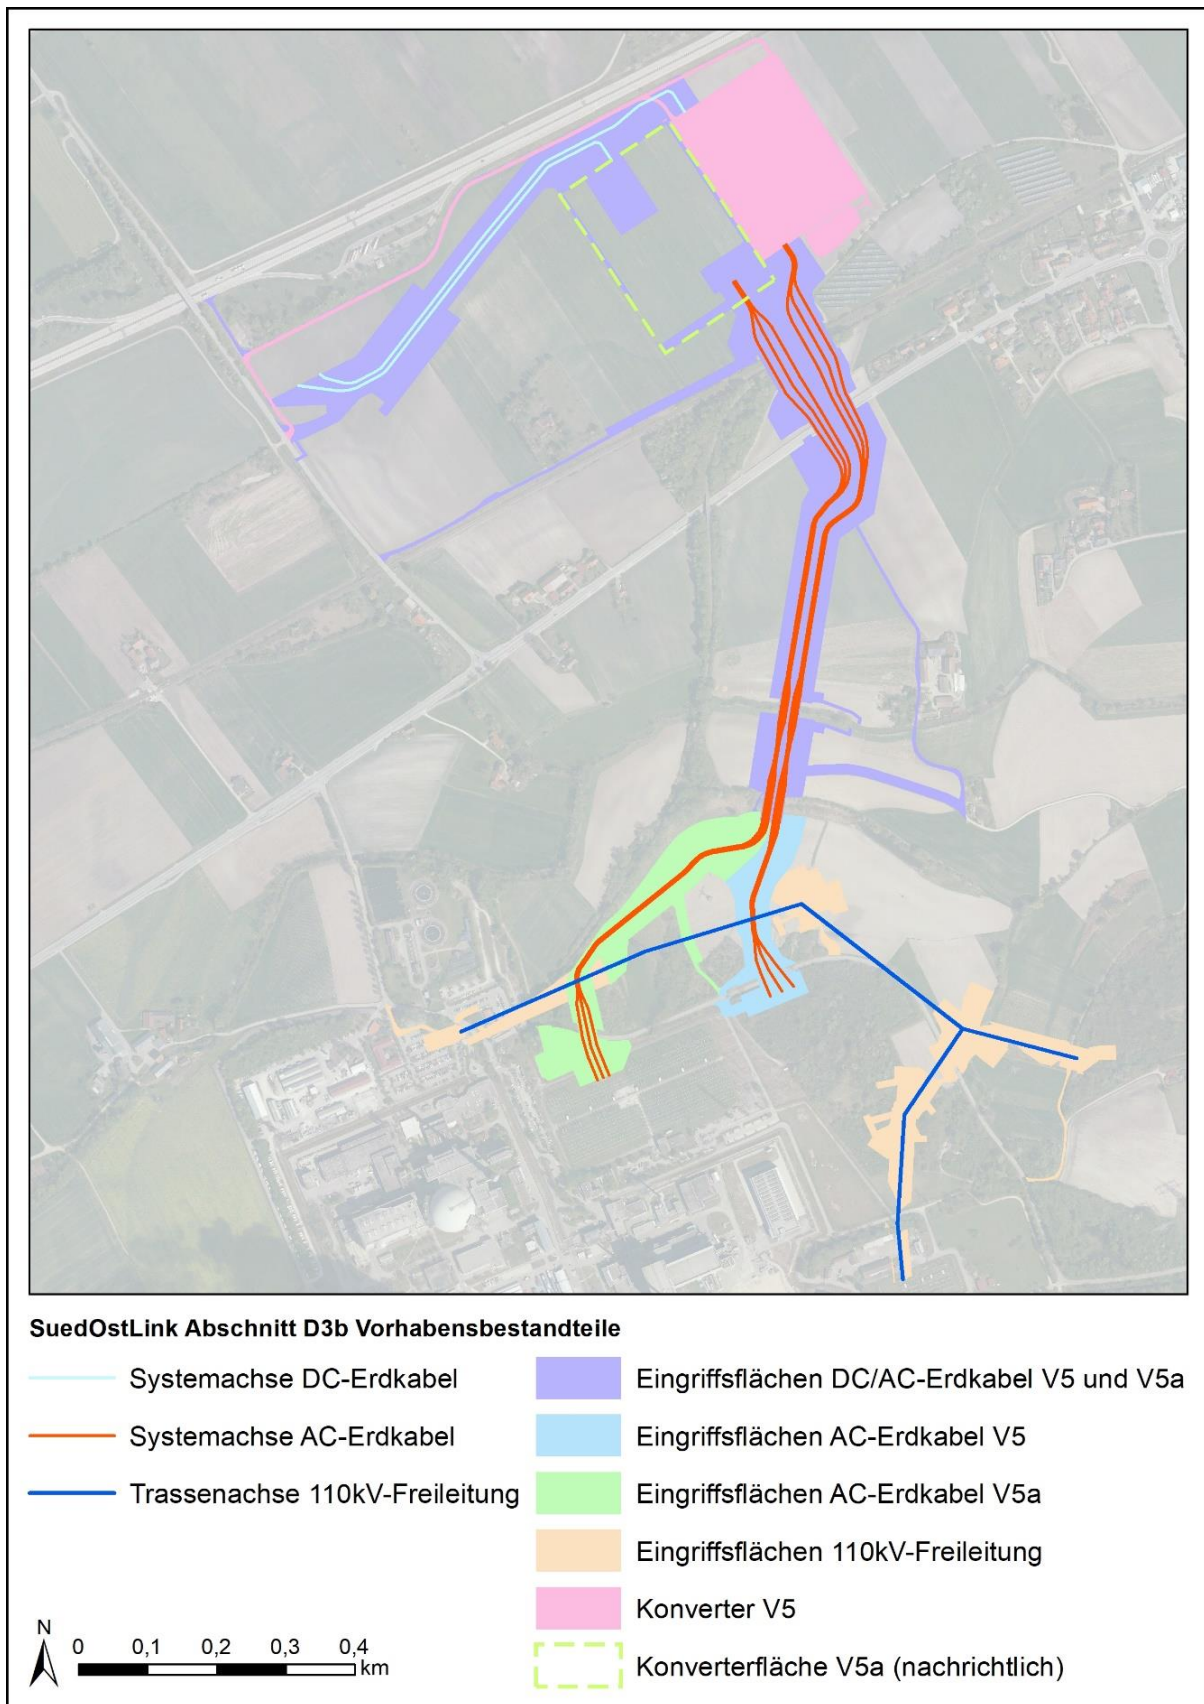 SuedOstLink Abschnitt D3b Vorhabensbestandteile
Systemachse DC-Erdkabel
Systemachse AC-Erdkabel
Trassenachse 110kV-Freileitung
Eingriffsflächen DC/AC-Erdkabel V5 und V5a
Eingriffsflächen AC-Erdkabel V5
Eingriffsflächen AC-Erdkabel V5a
Eingriffsflächen 110kV-Freileitung
Konverter V5
Konverterfläche V5a (nachrichtlich)
N
0 0,1 0,2 0,3 0,4
km